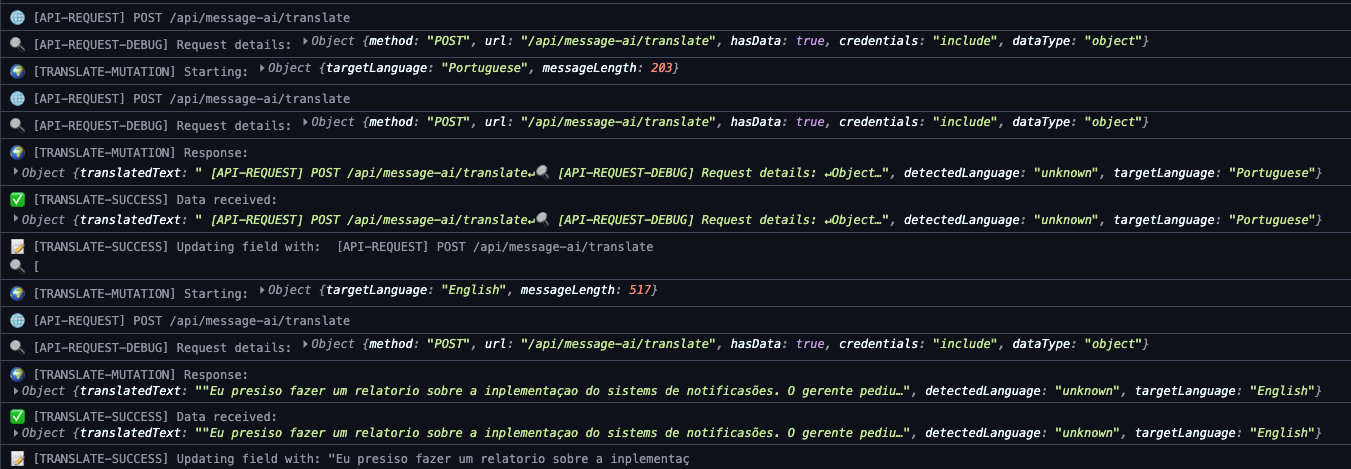 🌐 [API-REQUEST] POST /api/message-ai/translate
🔍 [API-REQUEST-DEBUG] Request details: ▶Object {method: "POST", url: "/api/message-ai/translate", hasData: true, credentials: "include", dataType: "object"}
🌍 [TRANSLATE-MUTATION] Starting: ▶Object {targetLanguage: "Portuguese", messageLength: 203}
🌐 [API-REQUEST] POST /api/message-ai/translate
🔍 [API-REQUEST-DEBUG] Request details: ▶Object {method: "POST", url: "/api/message-ai/translate", hasData: true, credentials: "include", dataType: "object"}
🌍 [TRANSLATE-MUTATION] Response:
▶Object {translatedText: " [API-REQUEST] POST /api/message-ai/translate↵🔍 [API-REQUEST-DEBUG] Request details: ↵Object…", detectedLanguage: "unknown", targetLanguage: "Portuguese"}
✅ [TRANSLATE-SUCCESS] Data received:
▶Object {translatedText: " [API-REQUEST] POST /api/message-ai/translate↵🔍 [API-REQUEST-DEBUG] Request details: ↵Object…", detectedLanguage: "unknown", targetLanguage: "Portuguese"}
📝 [TRANSLATE-SUCCESS] Updating field with:  [API-REQUEST] POST /api/message-ai/translate
🔍 [
🌍 [TRANSLATE-MUTATION] Starting: ▶Object {targetLanguage: "English", messageLength: 517}
🌐 [API-REQUEST] POST /api/message-ai/translate
🔍 [API-REQUEST-DEBUG] Request details: ▶Object {method: "POST", url: "/api/message-ai/translate", hasData: true, credentials: "include", dataType: "object"}
🌍 [TRANSLATE-MUTATION] Response:
▶Object {translatedText: ""Eu presiso fazer um relatorio sobre a inplementaçao do sistems de notificasões. O gerente pediu…", detectedLanguage: "unknown", targetLanguage: "English"}
✅ [TRANSLATE-SUCCESS] Data received:
▶Object {translatedText: ""Eu presiso fazer um relatorio sobre a inplementaçao do sistems de notificasões. O gerente pediu…", detectedLanguage: "unknown", targetLanguage: "English"}
📝 [TRANSLATE-SUCCESS] Updating field with: "Eu presiso fazer um relatorio sobre a inplementaç